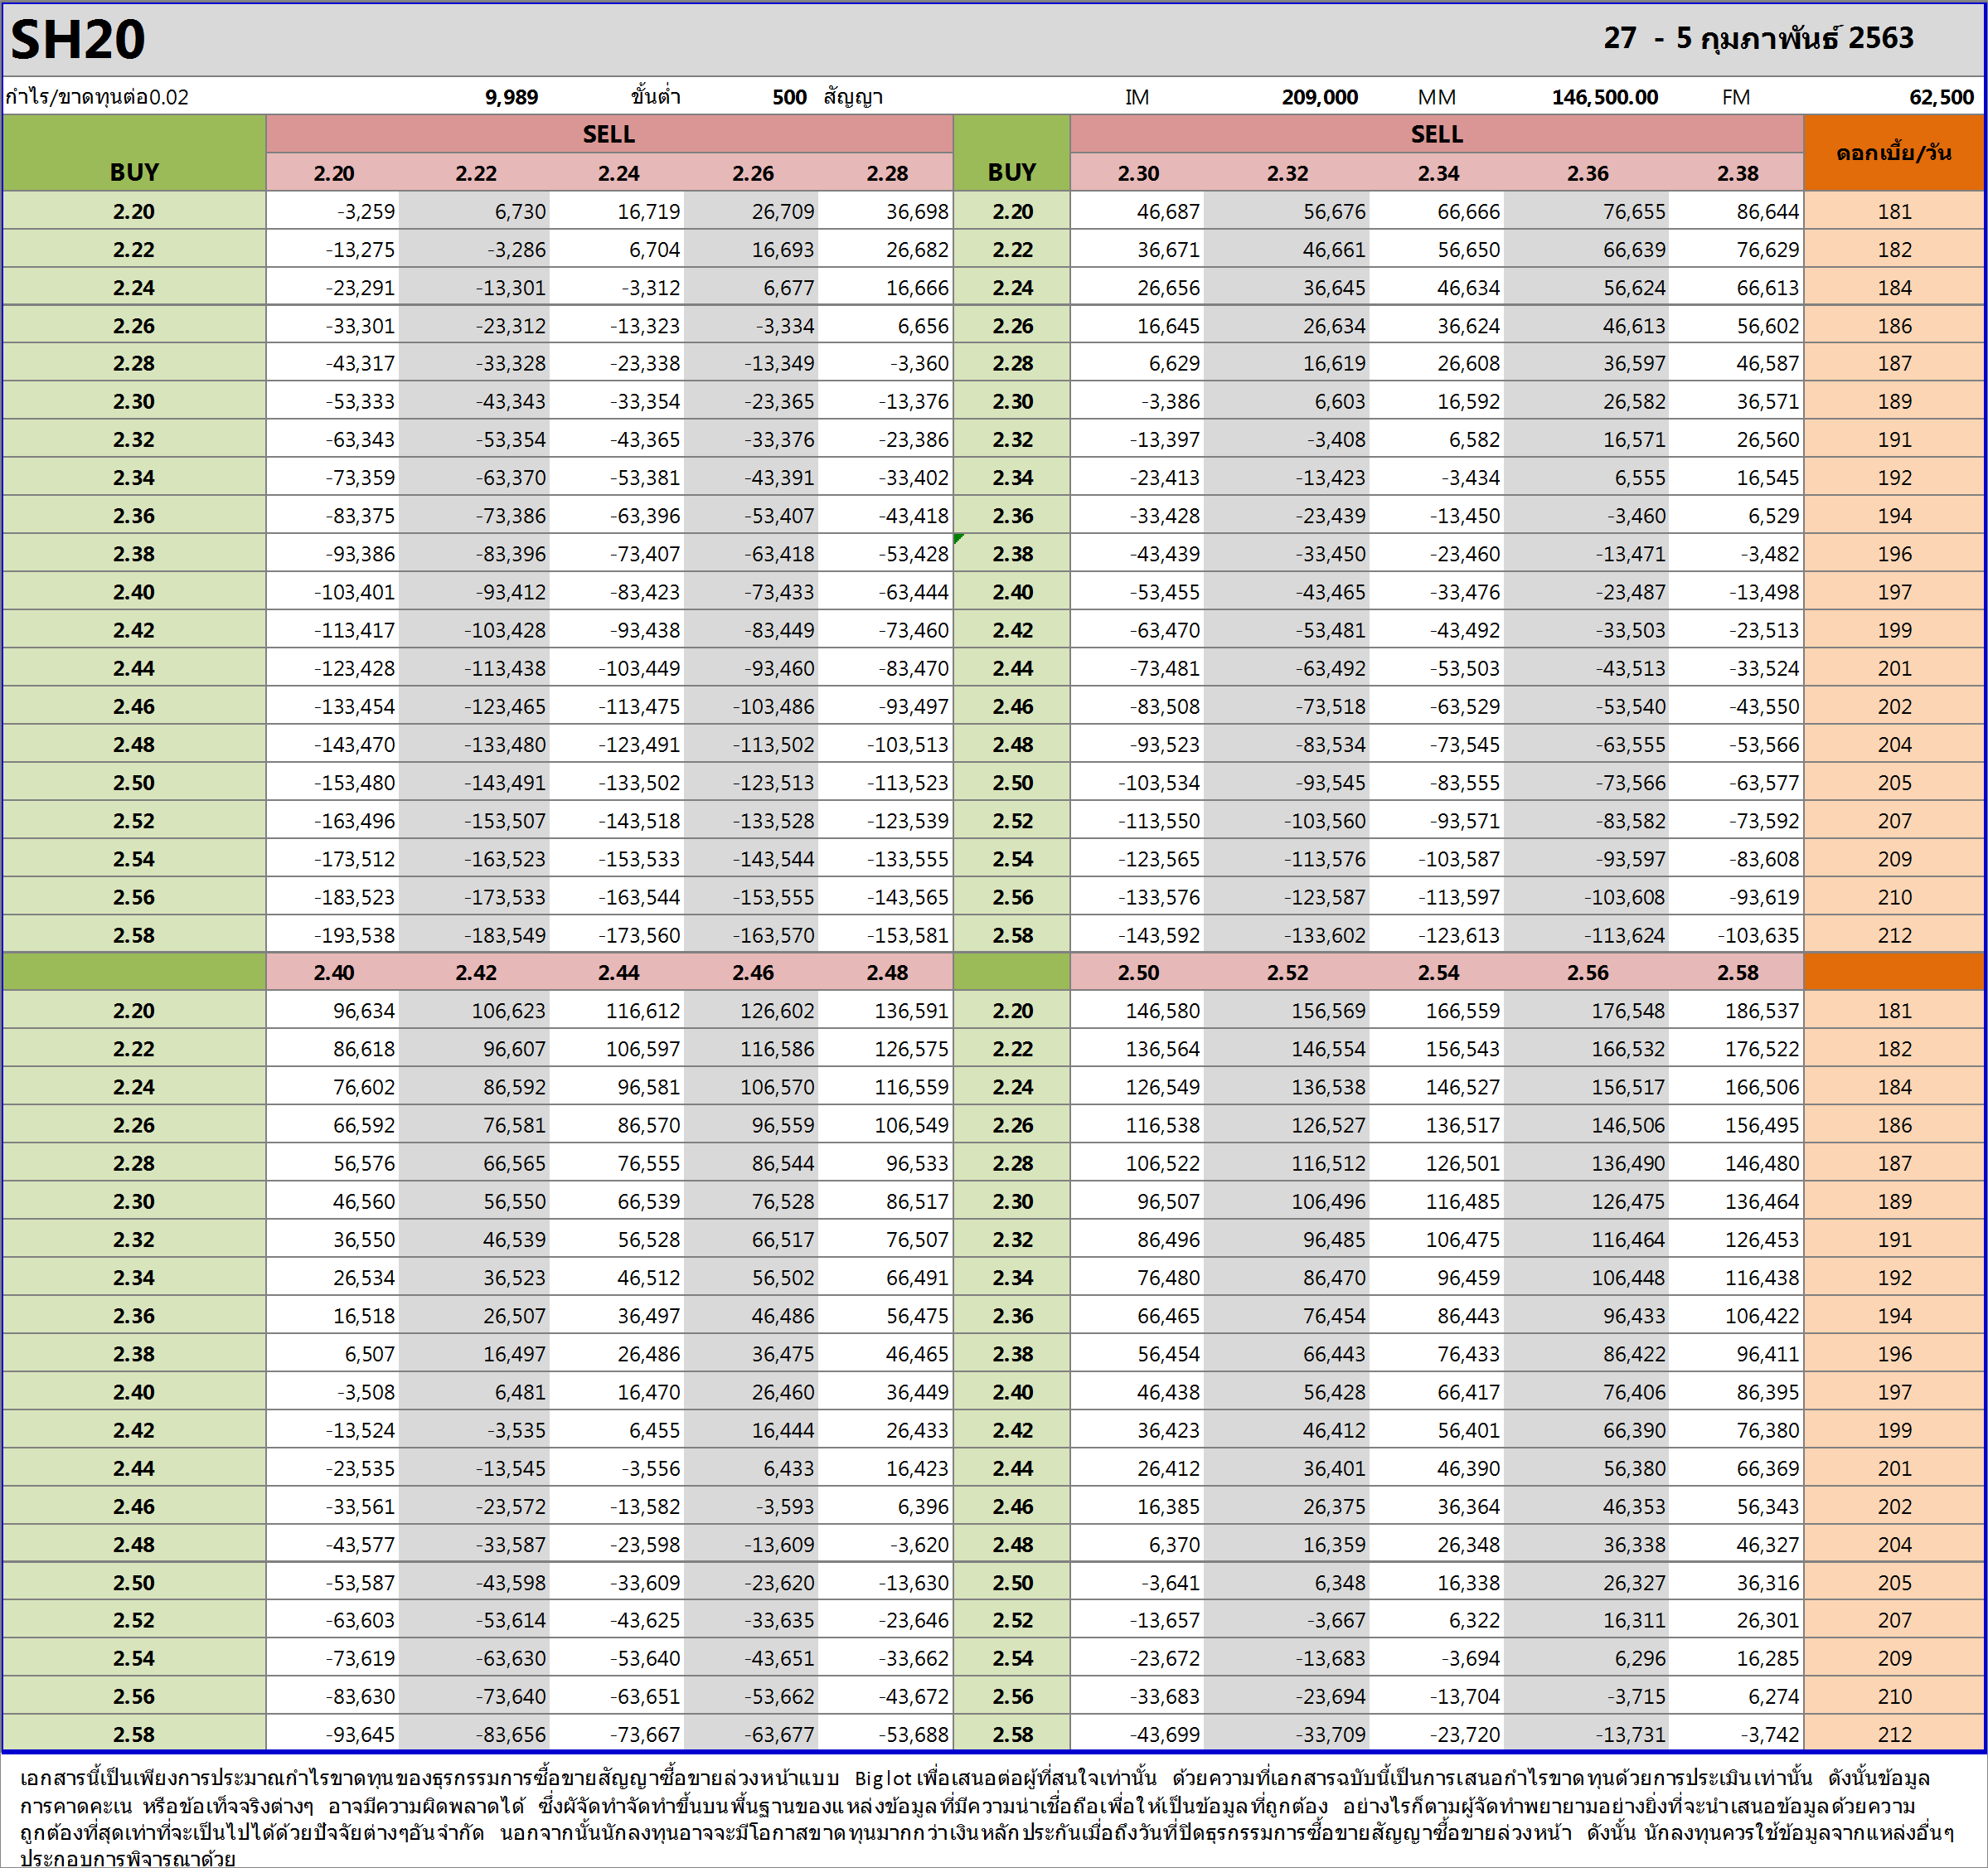 SH20 27 - 5 กุมภาพันธ์ 2563
กำไร/ขาดทุนต่อ0.02 9,989 ขั้นต่ำ 500 สัญญา IM 209,000 MM 146,500.00 FM 62,500
BUY SELL BUY SELL ดอกเบี้ย/วัน
2.20 2.22 2.24 2.26 2.28 2.30 2.32 2.34 2.36 2.38
2.20 -3,259 6,730 16,719 26,709 36,698 2.20 46,687 56,676 66,666 76,655 86,644 181
2.22 -13,275 -3,286 6,704 16,693 26,682 2.22 36,671 46,661 56,650 66,639 76,629 182
2.24 -23,291 -13,301 -3,312 6,677 16,666 2.24 26,656 36,645 46,634 56,624 66,613 184
2.26 -33,301 -23,312 -13,323 -3,334 6,656 2.26 16,645 26,634 36,624 46,613 56,602 186
2.28 -43,317 -33,328 -23,338 -13,349 -3,360 2.28 6,629 16,619 26,608 36,597 46,587 187
2.30 -53,333 -43,343 -33,354 -23,365 -13,376 2.30 -3,386 6,603 16,592 26,582 36,571 189
2.32 -63,343 -53,354 -43,365 -33,376 -23,386 2.32 -13,397 -3,408 6,582 16,571 26,560 191
2.34 -73,359 -63,370 -53,381 -43,391 -33,402 2.34 -23,413 -13,423 -3,434 6,555 16,545 192
2.36 -83,375 -73,386 -63,396 -53,407 -43,418 2.36 -33,428 -23,439 -13,450 -3,460 6,529 194
2.38 -93,386 -83,396 -73,407 -63,418 -53,428 2.38 -43,439 -33,450 -23,460 -13,471 -3,482 196
2.40 -103,401 -93,412 -83,423 -73,433 -63,444 2.40 -53,455 -43,465 -33,476 -23,487 -13,498 197
2.42 -113,417 -103,428 -93,438 -83,449 -73,460 2.42 -63,470 -53,481 -43,492 -33,503 -23,513 199
2.44 -123,428 -113,438 -103,449 -93,460 -83,470 2.44 -73,481 -63,492 -53,503 -43,513 -33,524 201
2.46 -133,454 -123,465 -113,475 -103,486 -93,497 2.46 -83,508 -73,518 -63,529 -53,540 -43,550 202
2.48 -143,470 -133,480 -123,491 -113,502 -103,513 2.48 -93,523 -83,534 -73,545 -63,555 -53,566 204
2.50 -153,480 -143,491 -133,502 -123,513 -113,523 2.50 -103,534 -93,545 -83,555 -73,566 -63,577 205
2.52 -163,496 -153,507 -143,518 -133,528 -123,539 2.52 -113,550 -103,560 -93,571 -83,582 -73,592 207
2.54 -173,512 -163,523 -153,533 -143,544 -133,555 2.54 -123,565 -113,576 -103,587 -93,597 -83,608 209
2.56 -183,523 -173,533 -163,544 -153,555 -143,565 2.56 -133,576 -123,587 -113,597 -103,608 -93,619 210
2.58 -193,538 -183,549 -173,560 -163,570 -153,581 2.58 -143,592 -133,602 -123,613 -113,624 -103,635 212
2.40 2.42 2.44 2.46 2.48 2.50 2.52 2.54 2.56 2.58
2.20 96,634 106,623 116,612 126,602 136,591 2.20 146,580 156,569 166,559 176,548 186,537 181
2.22 86,618 96,607 106,597 116,586 126,575 2.22 136,564 146,554 156,543 166,532 176,522 182
2.24 76,602 86,592 96,581 106,570 116,559 2.24 126,549 136,538 146,527 156,517 166,506 184
2.26 66,592 76,581 86,570 96,559 106,549 2.26 116,538 126,527 136,517 146,506 156,495 186
2.28 56,576 66,565 76,555 86,544 96,533 2.28 106,522 116,512 126,501 136,490 146,480 187
2.30 46,560 56,550 66,539 76,528 86,517 2.30 96,507 106,496 116,485 126,475 136,464 189
2.32 36,550 46,539 56,528 66,517 76,507 2.32 86,496 96,485 106,475 116,464 126,453 191
2.34 26,534 36,523 46,512 56,502 66,491 2.34 76,480 86,470 96,459 106,448 116,438 192
2.36 16,518 26,507 36,497 46,486 56,475 2.36 66,465 76,454 86,443 96,433 106,422 194
2.38 6,507 16,497 26,486 36,475 46,465 2.38 56,454 66,443 76,433 86,422 96,411 196
2.40 -3,508 6,481 16,470 26,460 36,449 2.40 46,438 56,428 66,417 76,406 86,395 197
2.42 -13,524 -3,535 6,455 16,444 26,433 2.42 36,423 46,412 56,401 66,390 76,380 199
2.44 -23,535 -13,545 -3,556 6,433 16,423 2.44 26,412 36,401 46,390 56,380 66,369 201
2.46 -33,561 -23,572 -13,582 -3,593 6,396 2.46 16,385 26,375 36,364 46,353 56,343 202
2.48 -43,577 -33,587 -23,598 -13,609 -3,620 2.48 6,370 16,359 26,348 36,338 46,327 204
2.50 -53,587 -43,598 -33,609 -23,620 -13,630 2.50 -3,641 6,348 16,338 26,327 36,316 205
2.52 -63,603 -53,614 -43,625 -33,635 -23,646 2.52 -13,657 -3,667 6,322 16,311 26,301 207
2.54 -73,619 -63,630 -53,640 -43,651 -33,662 2.54 -23,672 -13,683 -3,694 6,296 16,285 209
2.56 -83,630 -73,640 -63,651 -53,662 -43,672 2.56 -33,683 -23,694 -13,704 -3,715 6,274 210
2.58 -93,645 -83,656 -73,667 -63,677 -53,688 2.58 -43,699 -33,709 -23,720 -13,731 -3,742 212
เอกสารนี้เป็นเพียงการประมาณกำไรขาดทุนของธุรกรรมการซื้อขายสัญญาซื้อขายล่วงหน้าแบบ Big lot เพื่อเสนอต่อผู้ที่สนใจเท่านั้น ด้วยความที่เอกสารฉบับนี้เป็นการเสนอกำไรขาดทุนด้วยการประเมินเท่านั้น ดังนั้นข้อมูล
การคาดคะเน หรือข้อเท็จจริงต่างๆ อาจมีความผิดพลาดได้ ซึ่งผัจัดทำจัดทำขึ้นบนพื้นฐานของแหล่งข้อมูลที่มีความน่าเชื่อถือเพื่อให้เป็นข้อมูลที่ถูกต้อง อย่างไรก็ตามผู้จัดทำพยายามอย่างยิ่งที่จะนำเสนอข้อมูลด้วยความ
ถูกต้องที่สุดเท่าที่จะเป็นไปได้ด้วยปัจจัยต่างๆอันจำกัด นอกจากนั้นนักลงทุนอาจจะมีโอกาสขาดทุนมากกว่าเงินหลักประกันเมื่อถึงวันที่ปิดธุรกรรมการซื้อขายสัญญาซื้อขายล่วงหน้า ดังนั้น นักลงทุนควรใช้ข้อมูลจากแหล่งอื่นๆ
ประกอบการพิจารณาด้วย